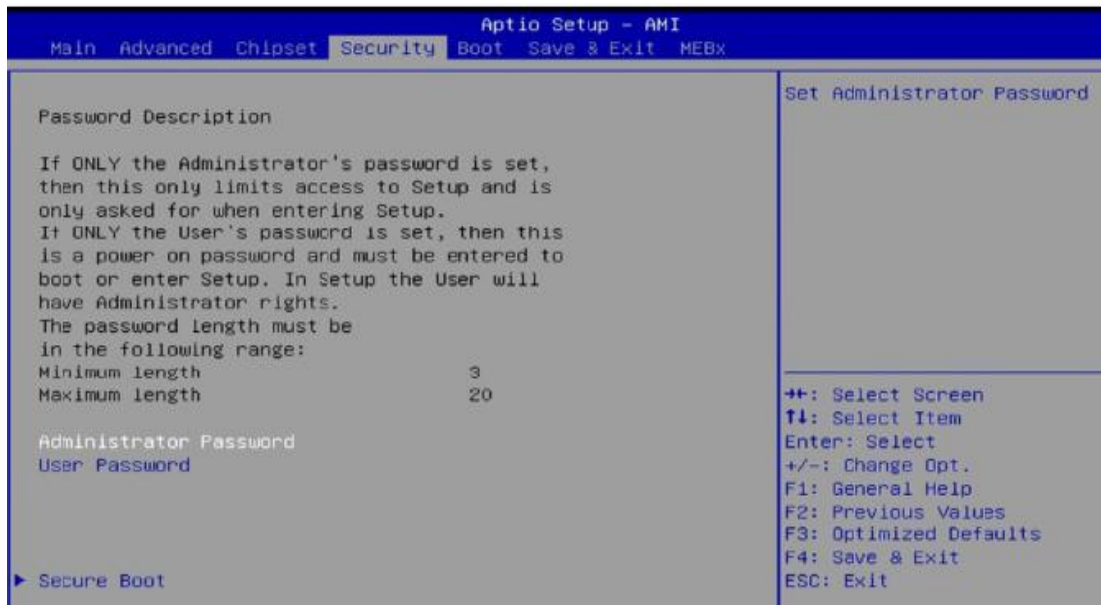 Aptio Setup - AMI
Main Advanced Chipset Security Boot Save & Exit MEBx
Password Description
If ONLY the Administrator's password is set,
then this only limits access to Setup and is
only asked for when entering Setup.
If ONLY the User's password is set, then this
is a power on password and must be entered to
boot or enter Setup. In Setup the User will
have Administrator rights.
The password length must be
in the following range:
Minimum length 3
Maximum length 20
Administrator Password
User Password
Secure Boot
Set Administrator Password
→←: Select Screen
↑↓: Select Item
Enter: Select
+/-: Change Opt.
F1: General Help
F2: Previous Values
F3: Optimized Defaults
F4: Save & Exit
ESC: Exit